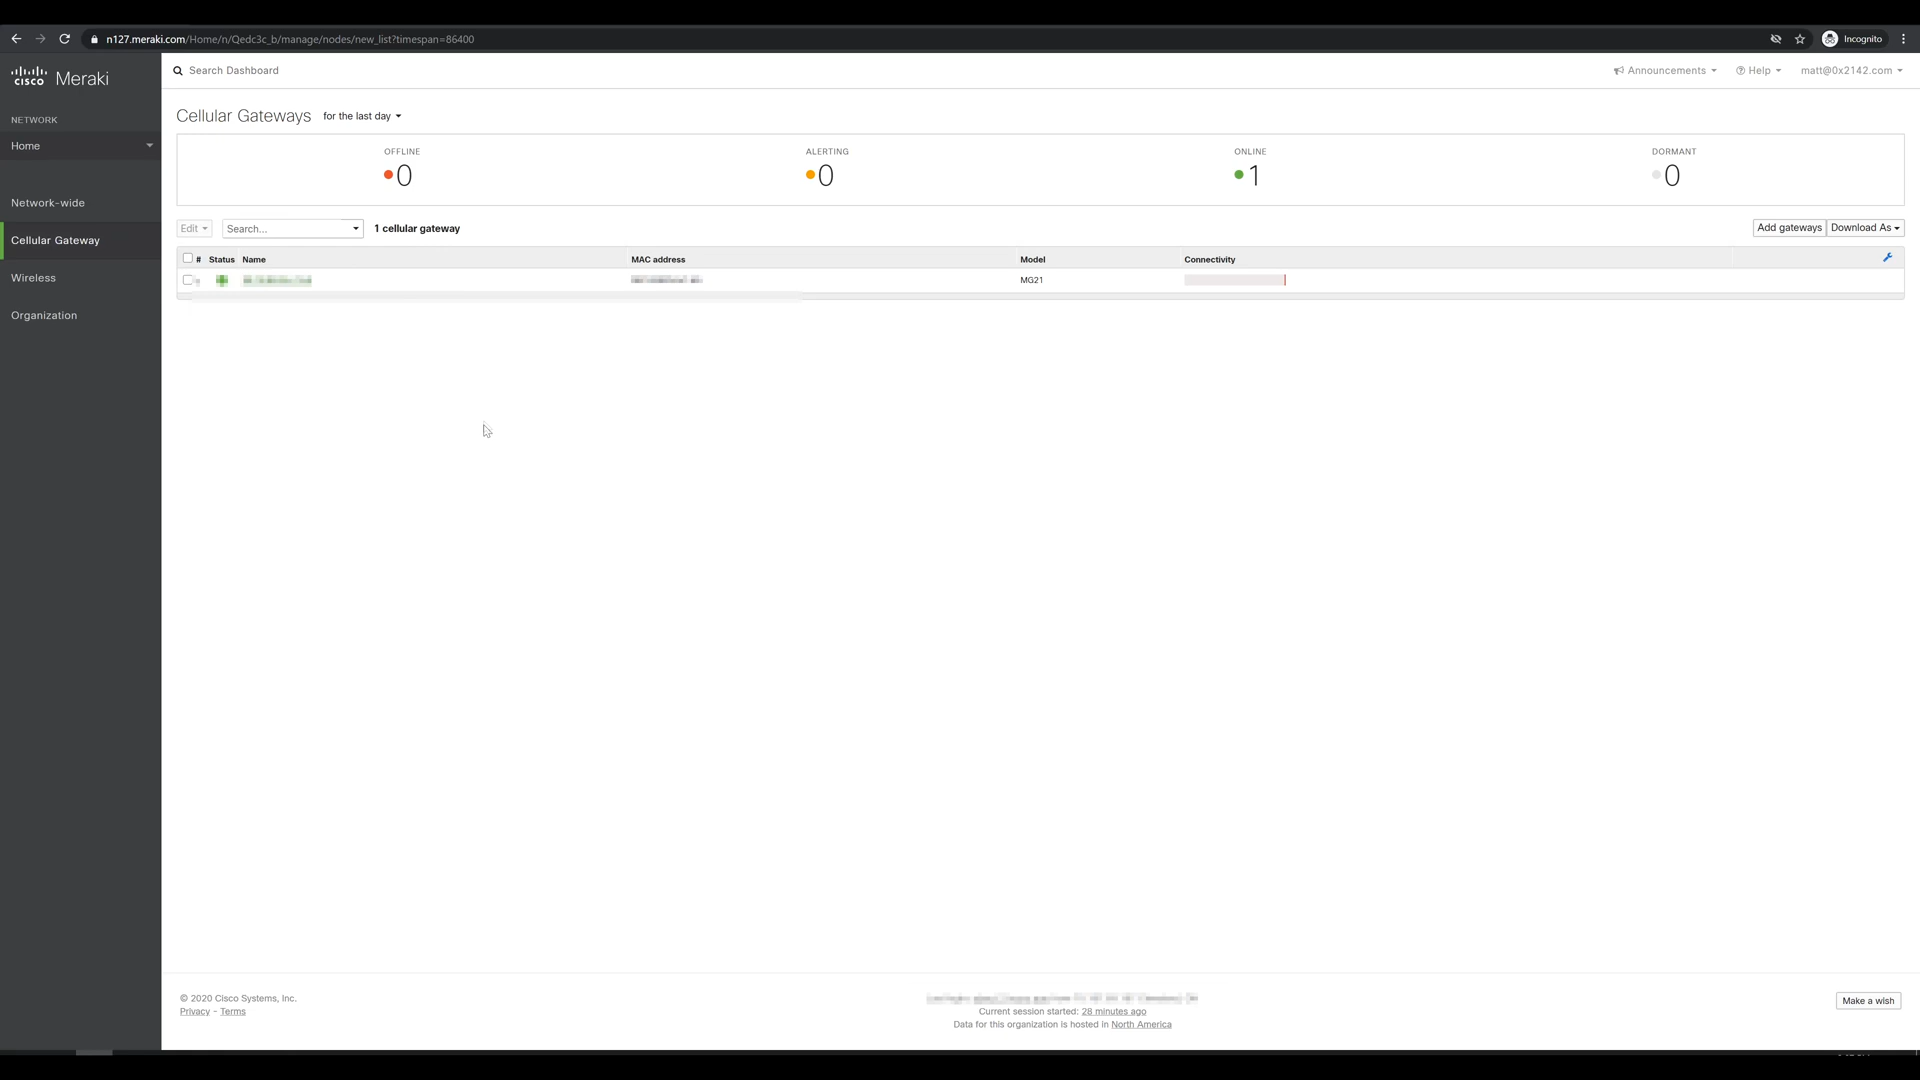 n127.meraki.com/Home/n/Qedc3c_b/manage/nodes/new_list?timespan=86400
Incognito
CISCO Meraki
Search Dashboard
Announcements
Help
matt@0x2142.com
NETWORK
Home
Network-wide
Cellular Gateway
Wireless
Organization
Cellular Gateways for the last day
OFFLINE
0
ALERTING
0
ONLINE
1
DORMANT
0
Edit
Search...
1 cellular gateway
Add gateways
Download As
# Status Name MAC address Model Connectivity
MG21
© 2020 Cisco Systems, Inc.
Privacy - Terms
Current session started: 28 minutes ago
Data for this organization is hosted in North America
Make a wish